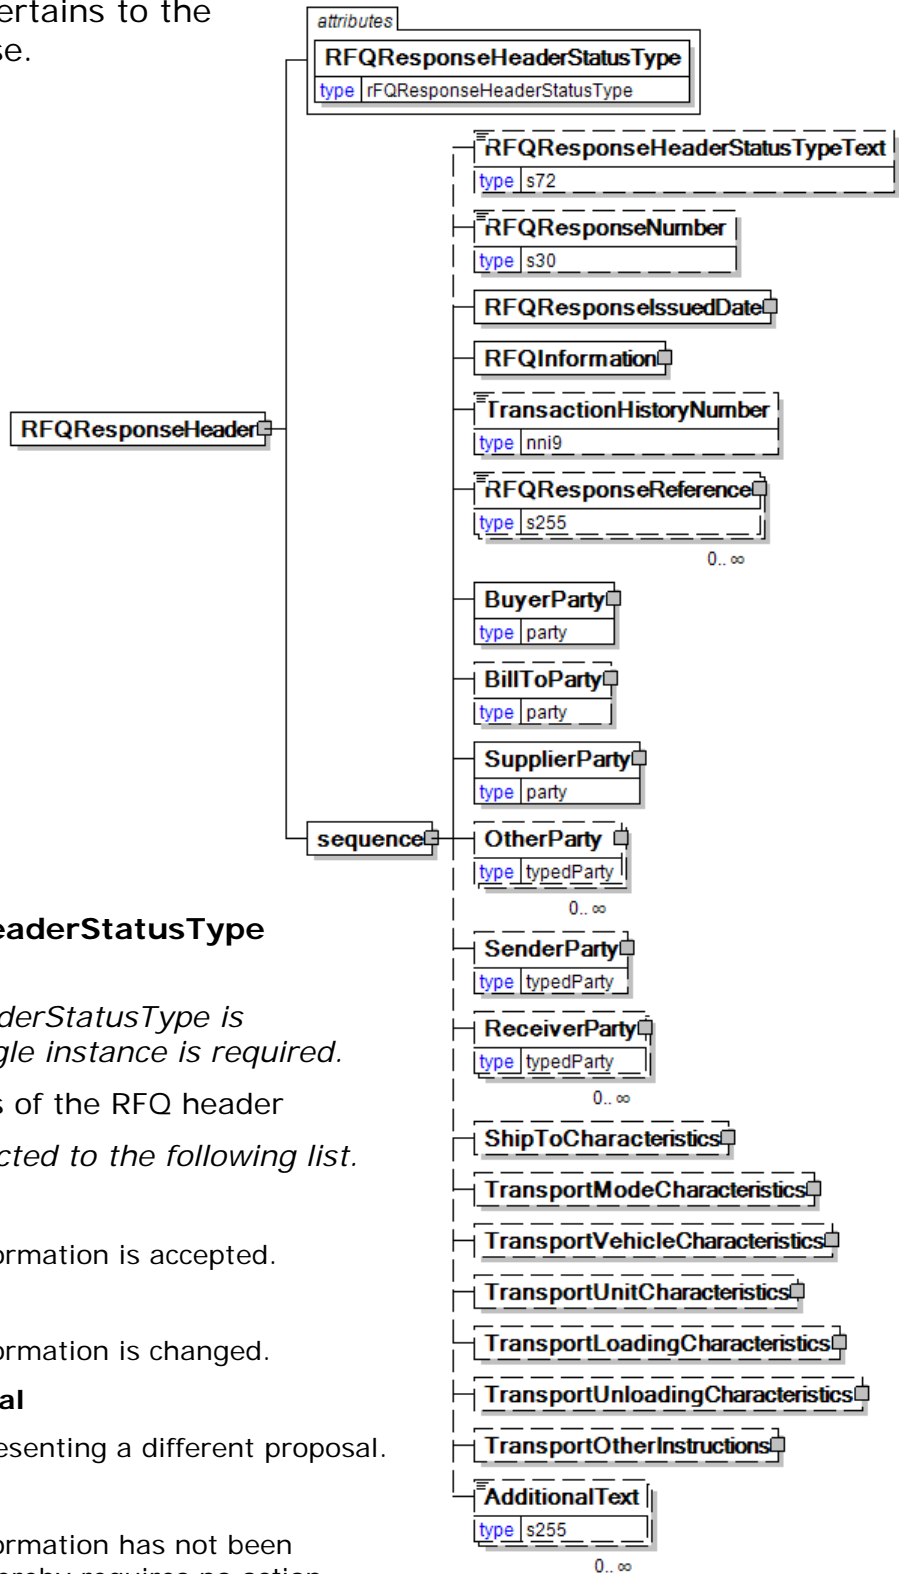 ertains to the
se.
attributes
RFQResponseHeaderStatusType
type rFQResponseHeaderStatusType
RFQResponseHeaderStatusTypeText
type s72
RFQResponseNumber
type s30
RFQResponseIssuedDate
RFQInformation
TransactionHistoryNumber
type nni9
RFQResponseHeader
RFQResponseReference
type s255
0.. ∞
BuyerParty
type party
BillToParty
type party
SupplierParty
type party
sequence
OtherParty
type typedParty
0.. ∞
SenderParty
type typedParty
ReceiverParty
type typedParty
0.. ∞
ShipToCharacteristics
TransportModeCharacteristics
TransportVehicleCharacteristics
TransportUnitCharacteristics
TransportLoadingCharacteristics
TransportUnloadingCharacteristics
TransportOtherInstructions
AdditionalText
type s255
0.. ∞
eaderStatusType
derStatusType is
gle instance is required.
s of the RFQ header
cted to the following list.
ormation is accepted.
ormation is changed.
al
esenting a different proposal.
ormation has not been
ereby requires no action